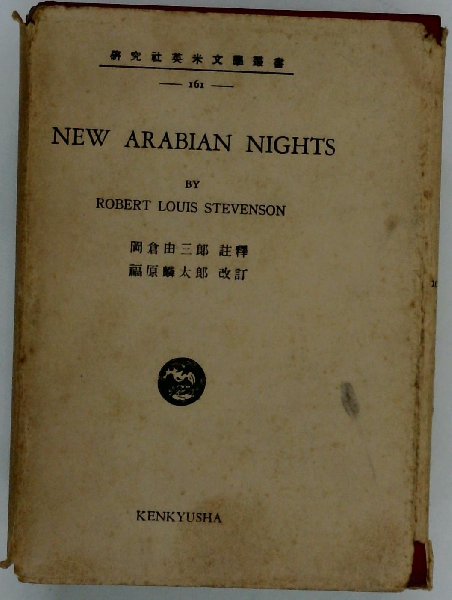 研究社英米文學叢書
— 161 —
NEW ARABIAN NIGHTS
BY
ROBERT LOUIS STEVENSON
岡倉由三郎 註釋
福原麟太郎 改訂
KENKYUSHA